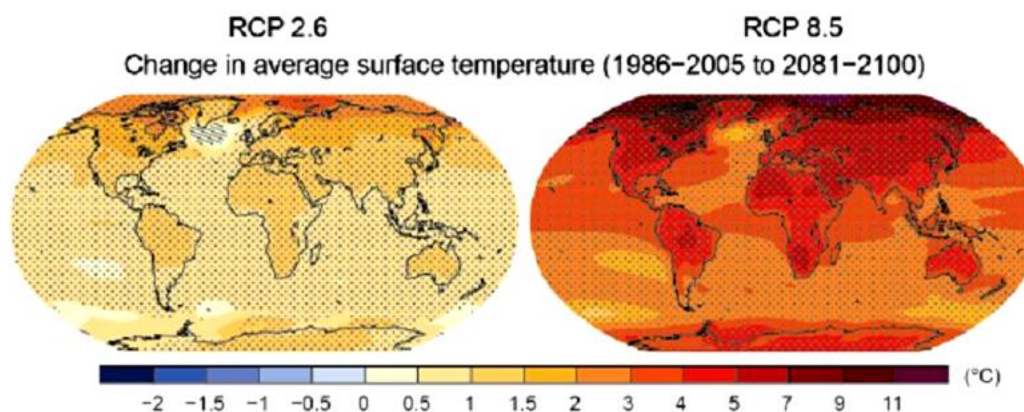 RCP 2.6 RCP 8.5
Change in average surface temperature (1986−2005 to 2081−2100)
−2 −1.5 −1 −0.5 0 0.5 1 1.5 2 3 4 5 7 9 11 (°C)